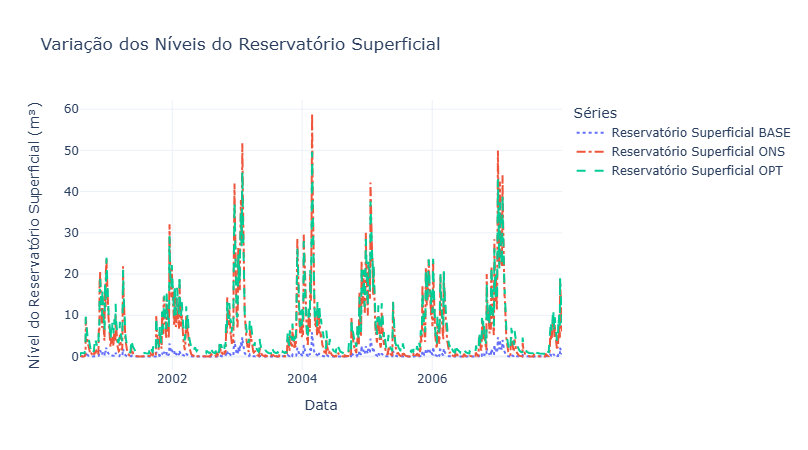 Variação dos Níveis do Reservatório Superficial
Nível do Reservatório Superficial (m³)
60
50
40
30
20
10
0
2002
2004
2006
Data
Séries
Reservatório Superficial BASE
Reservatório Superficial ONS
Reservatório Superficial OPT